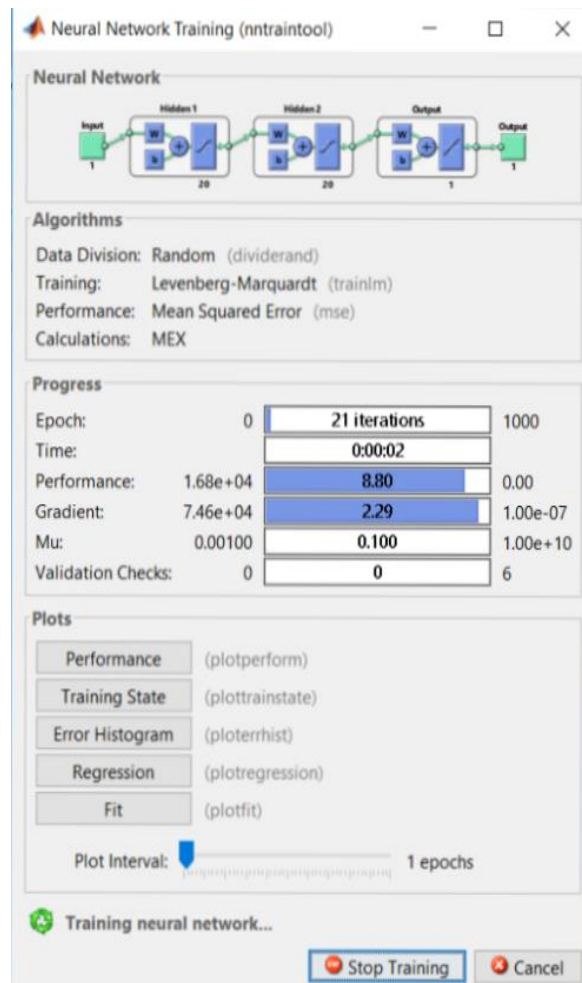 Neural Network Training (nntraintool)
Neural Network
Hidden 1 Hidden 2 Output
Input Output
W W W
b b b
+ + +
1 20 20 1 1
Algorithms
Data Division: Random (dividerand)
Training: Levenberg-Marquardt (trainlm)
Performance: Mean Squared Error (mse)
Calculations: MEX
Progress
Epoch: 0 21 iterations 1000
Time: 0:00:02
Performance: 1.68e+04 8.80 0.00
Gradient: 7.46e+04 2.29 1.00e-07
Mu: 0.00100 0.100 1.00e+10
Validation Checks: 0 0 6
Plots
Performance (plotperform)
Training State (plottrainstate)
Error Histogram (ploterrhist)
Regression (plotregression)
Fit (plotfit)
Plot Interval: 1 epochs
Training neural network...
Stop Training Cancel